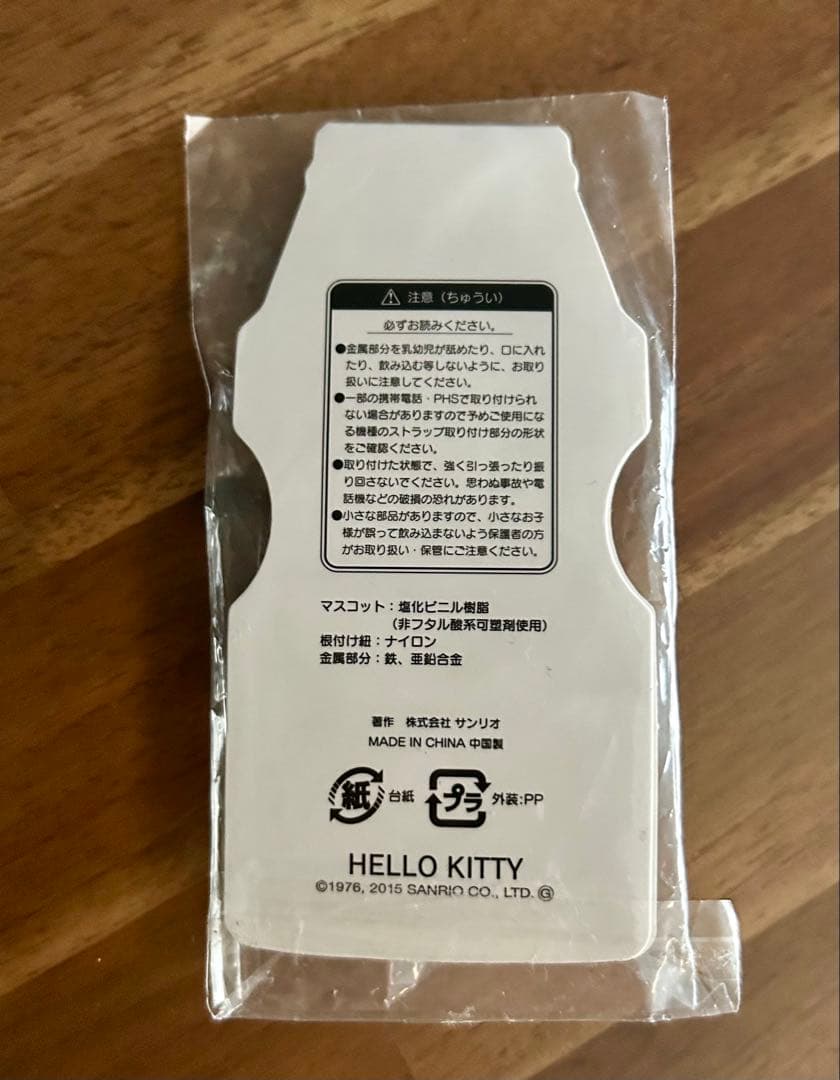 ⚠ 注意（ちゅうい）
必ずお読みください。
●金属部分を乳幼児が舐めたり、口に入れ
たり、飲み込む等しないように、お取り
扱いに注意してください。
●一部の携帯電話・PHSで取り付けられ
ない場合がありますので予めご使用にな
る機種のストラップ取り付け部分の形状
をご確認ください。
●取り付けた状態で、強く引っ張ったり振
り回さないでください。思わぬ事故や電
話機などの破損の恐れがあります。
●小さな部品がありますので、小さなお子
様が誤って飲み込まないよう保護者の方
がお取り扱い・保管にご注意ください。
マスコット：塩化ビニル樹脂
（非フタル酸系可塑剤使用）
根付け紐：ナイロン
金属部分：鉄、亜鉛合金
著作 株式会社 サンリオ
MADE IN CHINA 中国製
紙 台紙 プラ 外装:PP
HELLO KITTY
©1976, 2015 SANRIO CO., LTD. Ⓖ